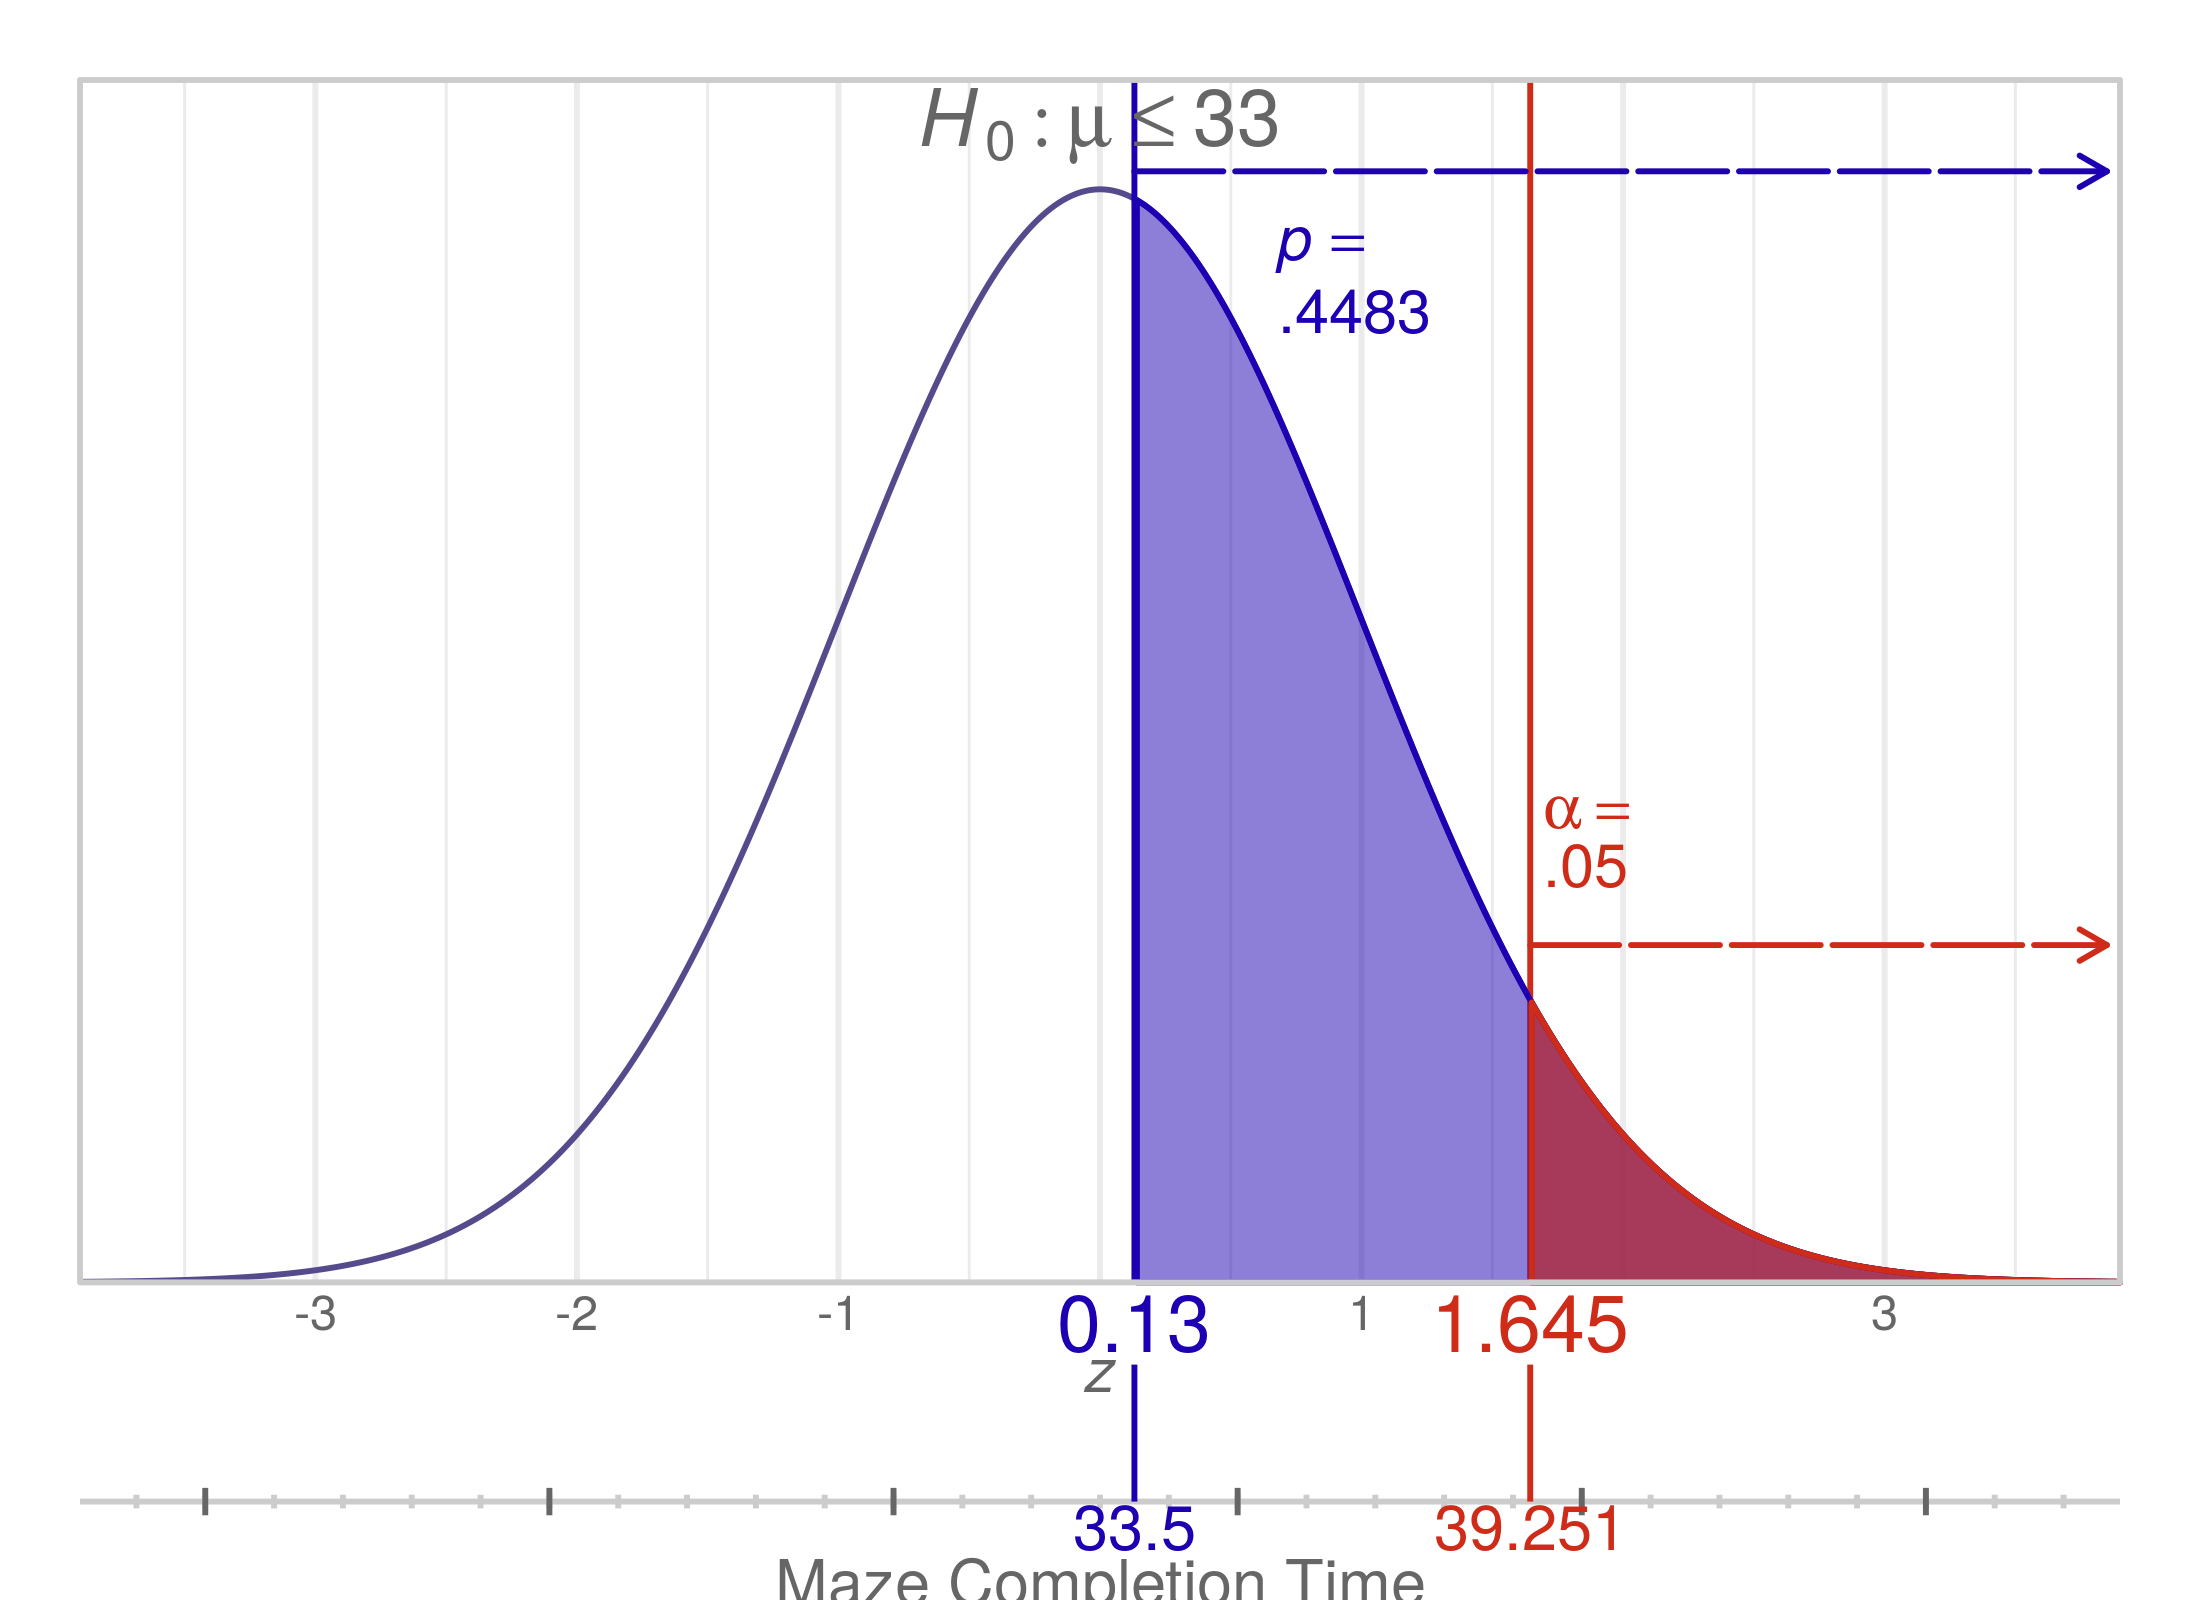 H₀ : μ ≤ 33
p =
.4483
α =
.05
-3 -2 -1 0.13 1 1.645 3
z
33.5 39.251
Maze Completion Time